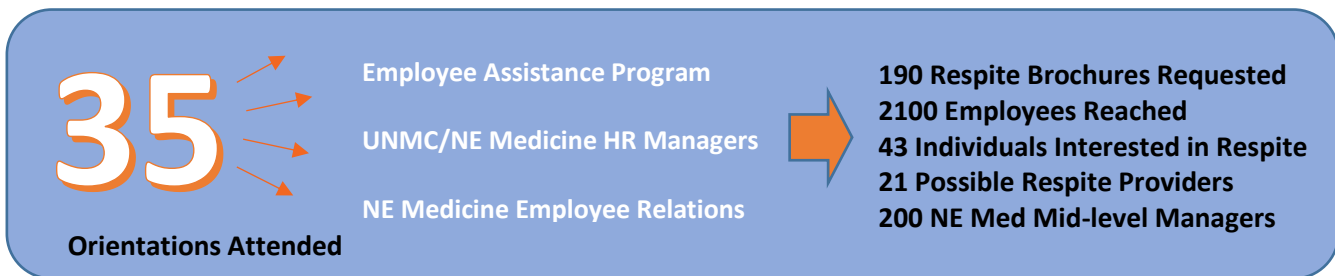 35
Orientations Attended
Employee Assistance Program
UNMC/NE Medicine HR Managers
NE Medicine Employee Relations
190 Respite Brochures Requested
2100 Employees Reached
43 Individuals Interested in Respite
21 Possible Respite Providers
200 NE Med Mid-level Managers